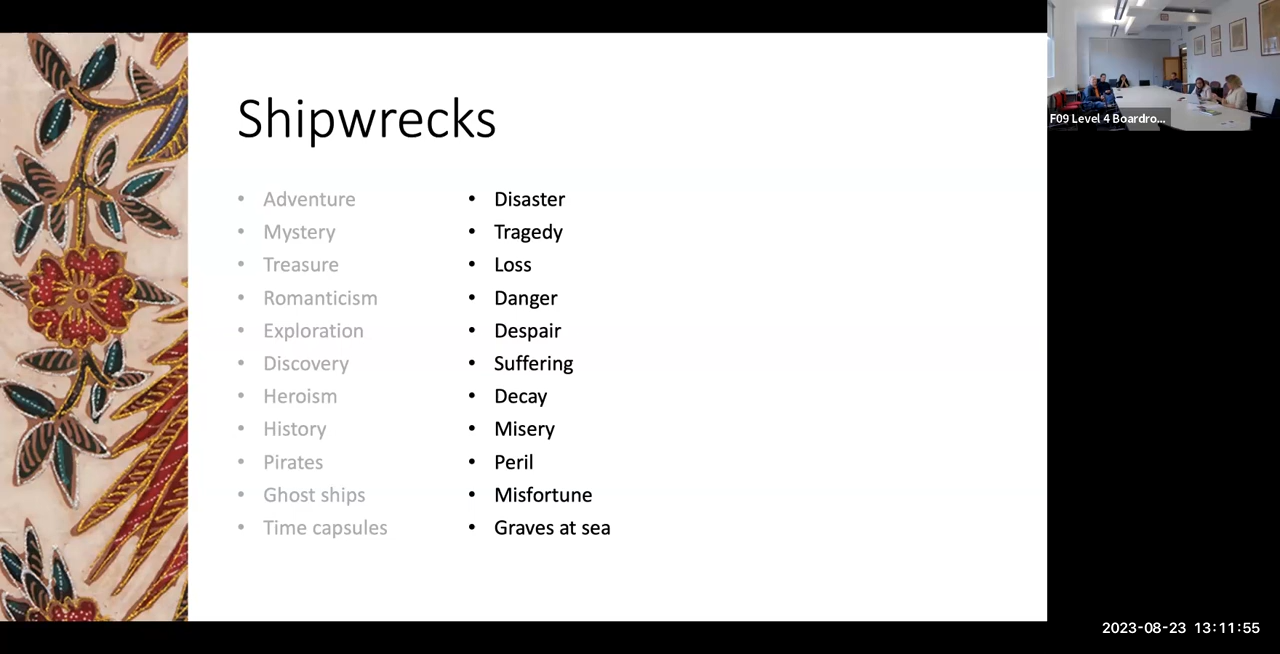 Shipwrecks
• Adventure
• Mystery
• Treasure
• Romanticism
• Exploration
• Discovery
• Heroism
• History
• Pirates
• Ghost ships
• Time capsules
• Disaster
• Tragedy
• Loss
• Danger
• Despair
• Suffering
• Decay
• Misery
• Peril
• Misfortune
• Graves at sea
F09 Level 4 Boardro...
2023-08-23 13:11:55